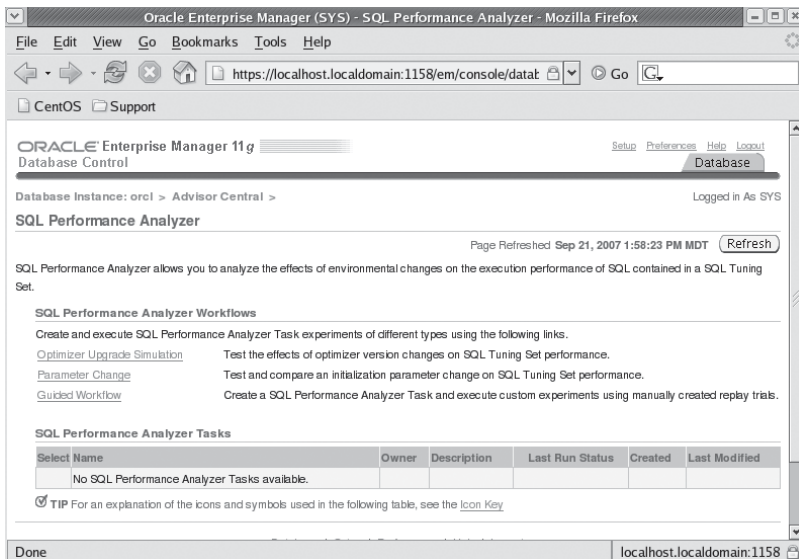 Oracle Enterprise Manager (SYS) - SQL Performance Analyzer - Mozilla Firefox
File Edit View Go Bookmarks Tools Help
https://localhost.localdomain:1158/em/console/datab Go G
CentOS Support
ORACLE Enterprise Manager 11g
Database Control
Setup Preferences Help Logout
Database
Database Instance: orcl > Advisor Central >
Logged in As SYS
SQL Performance Analyzer
Page Refreshed Sep 21, 2007 1:58:23 PM MDT Refresh
SQL Performance Analyzer allows you to analyze the effects of environmental changes on the execution performance of SQL contained in a SQL Tuning
Set.
SQL Performance Analyzer Workflows
Create and execute SQL Performance Analyzer Task experiments of different types using the following links.
Optimizer Upgrade Simulation Test the effects of optimizer version changes on SQL Tuning Set performance.
Parameter Change Test and compare an initialization parameter change on SQL Tuning Set performance.
Guided Workflow Create a SQL Performance Analyzer Task and execute custom experiments using manually created replay trials.
SQL Performance Analyzer Tasks
Select Name Owner Description Last Run Status Created Last Modified
No SQL Performance Analyzer Tasks available.
TIP For an explanation of the icons and symbols used in the following table, see the Icon Key
Done
localhost.localdomain:1158